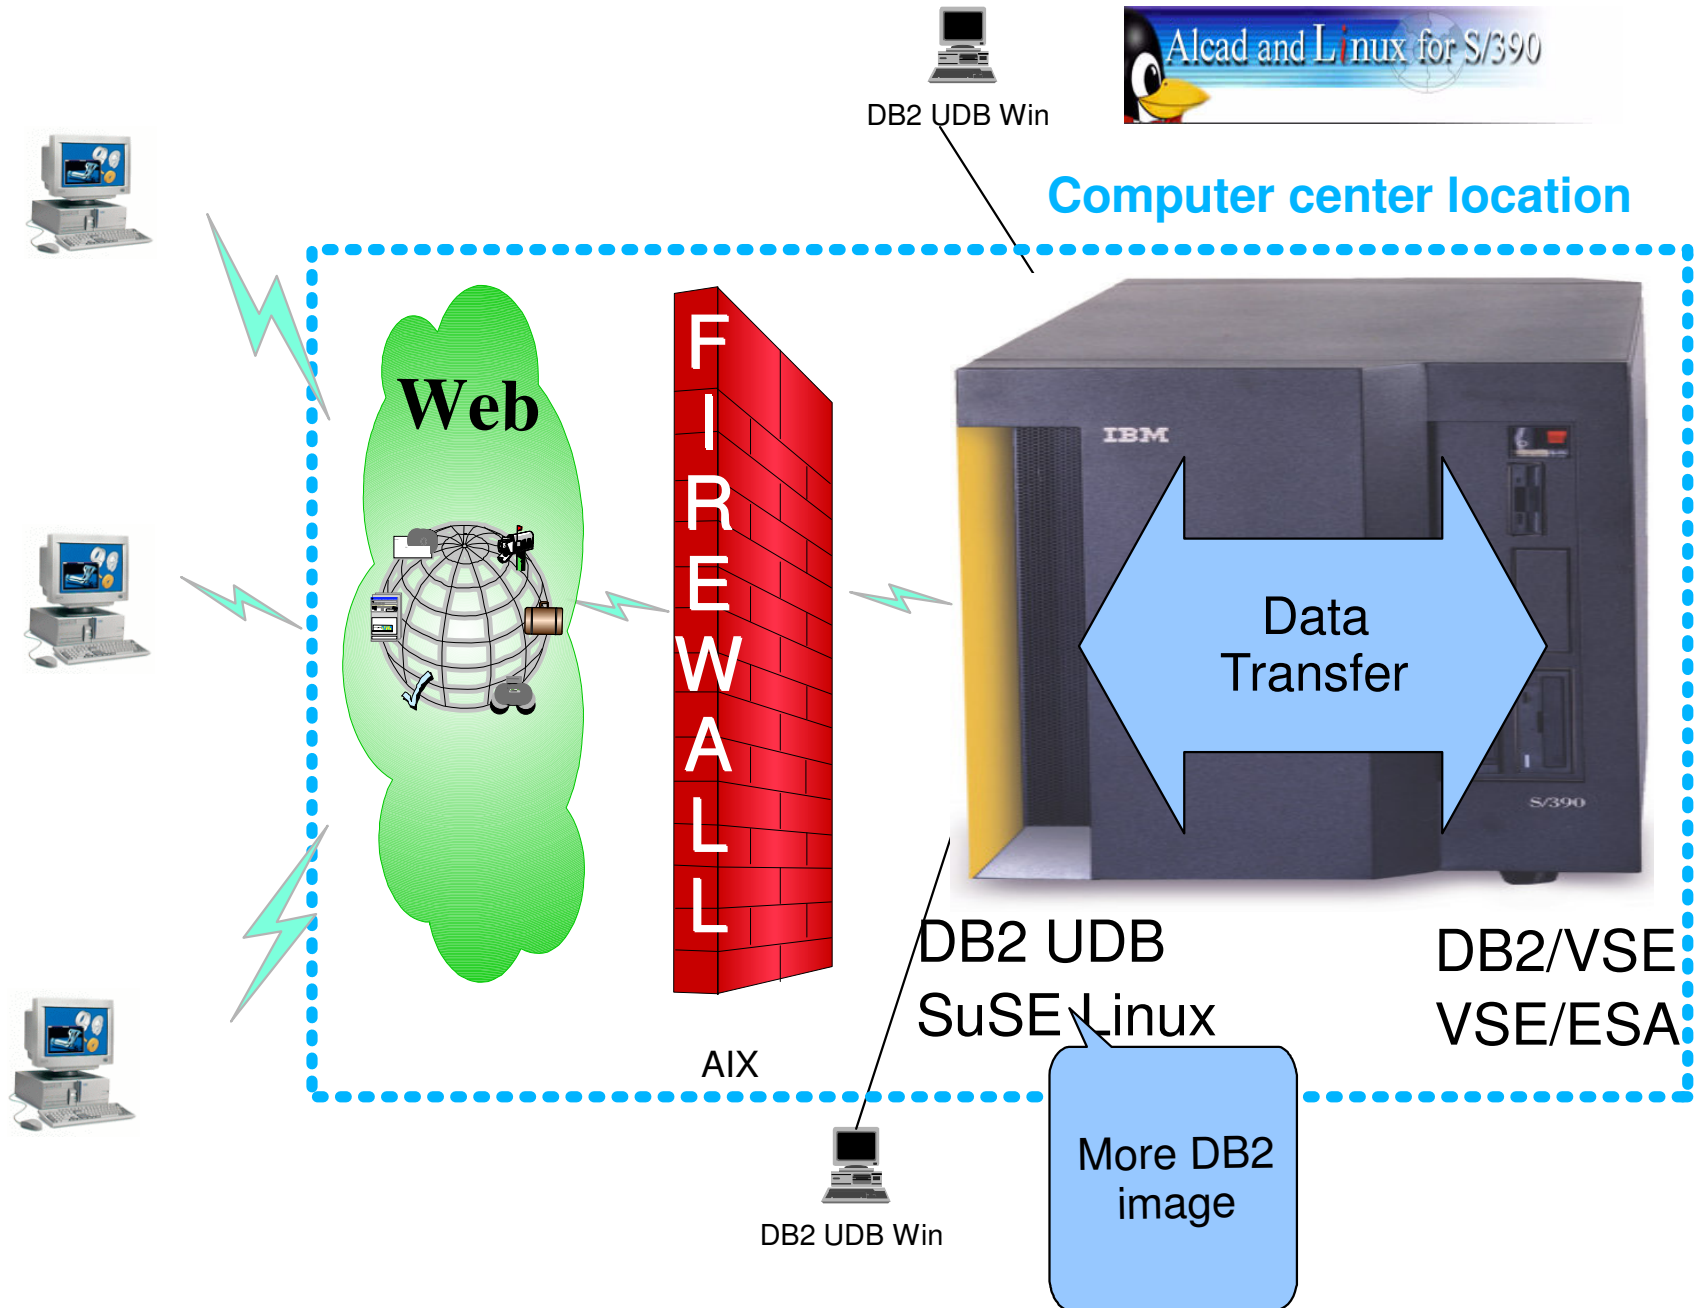 Alcad and Linux for S/390
DB2 UDB Win
Computer center location
Web
FIREWALL
IBM
Data
Transfer
S/390
DB2 UDB
SuSE Linux
DB2/VSE
VSE/ESA
AIX
More DB2
image
DB2 UDB Win